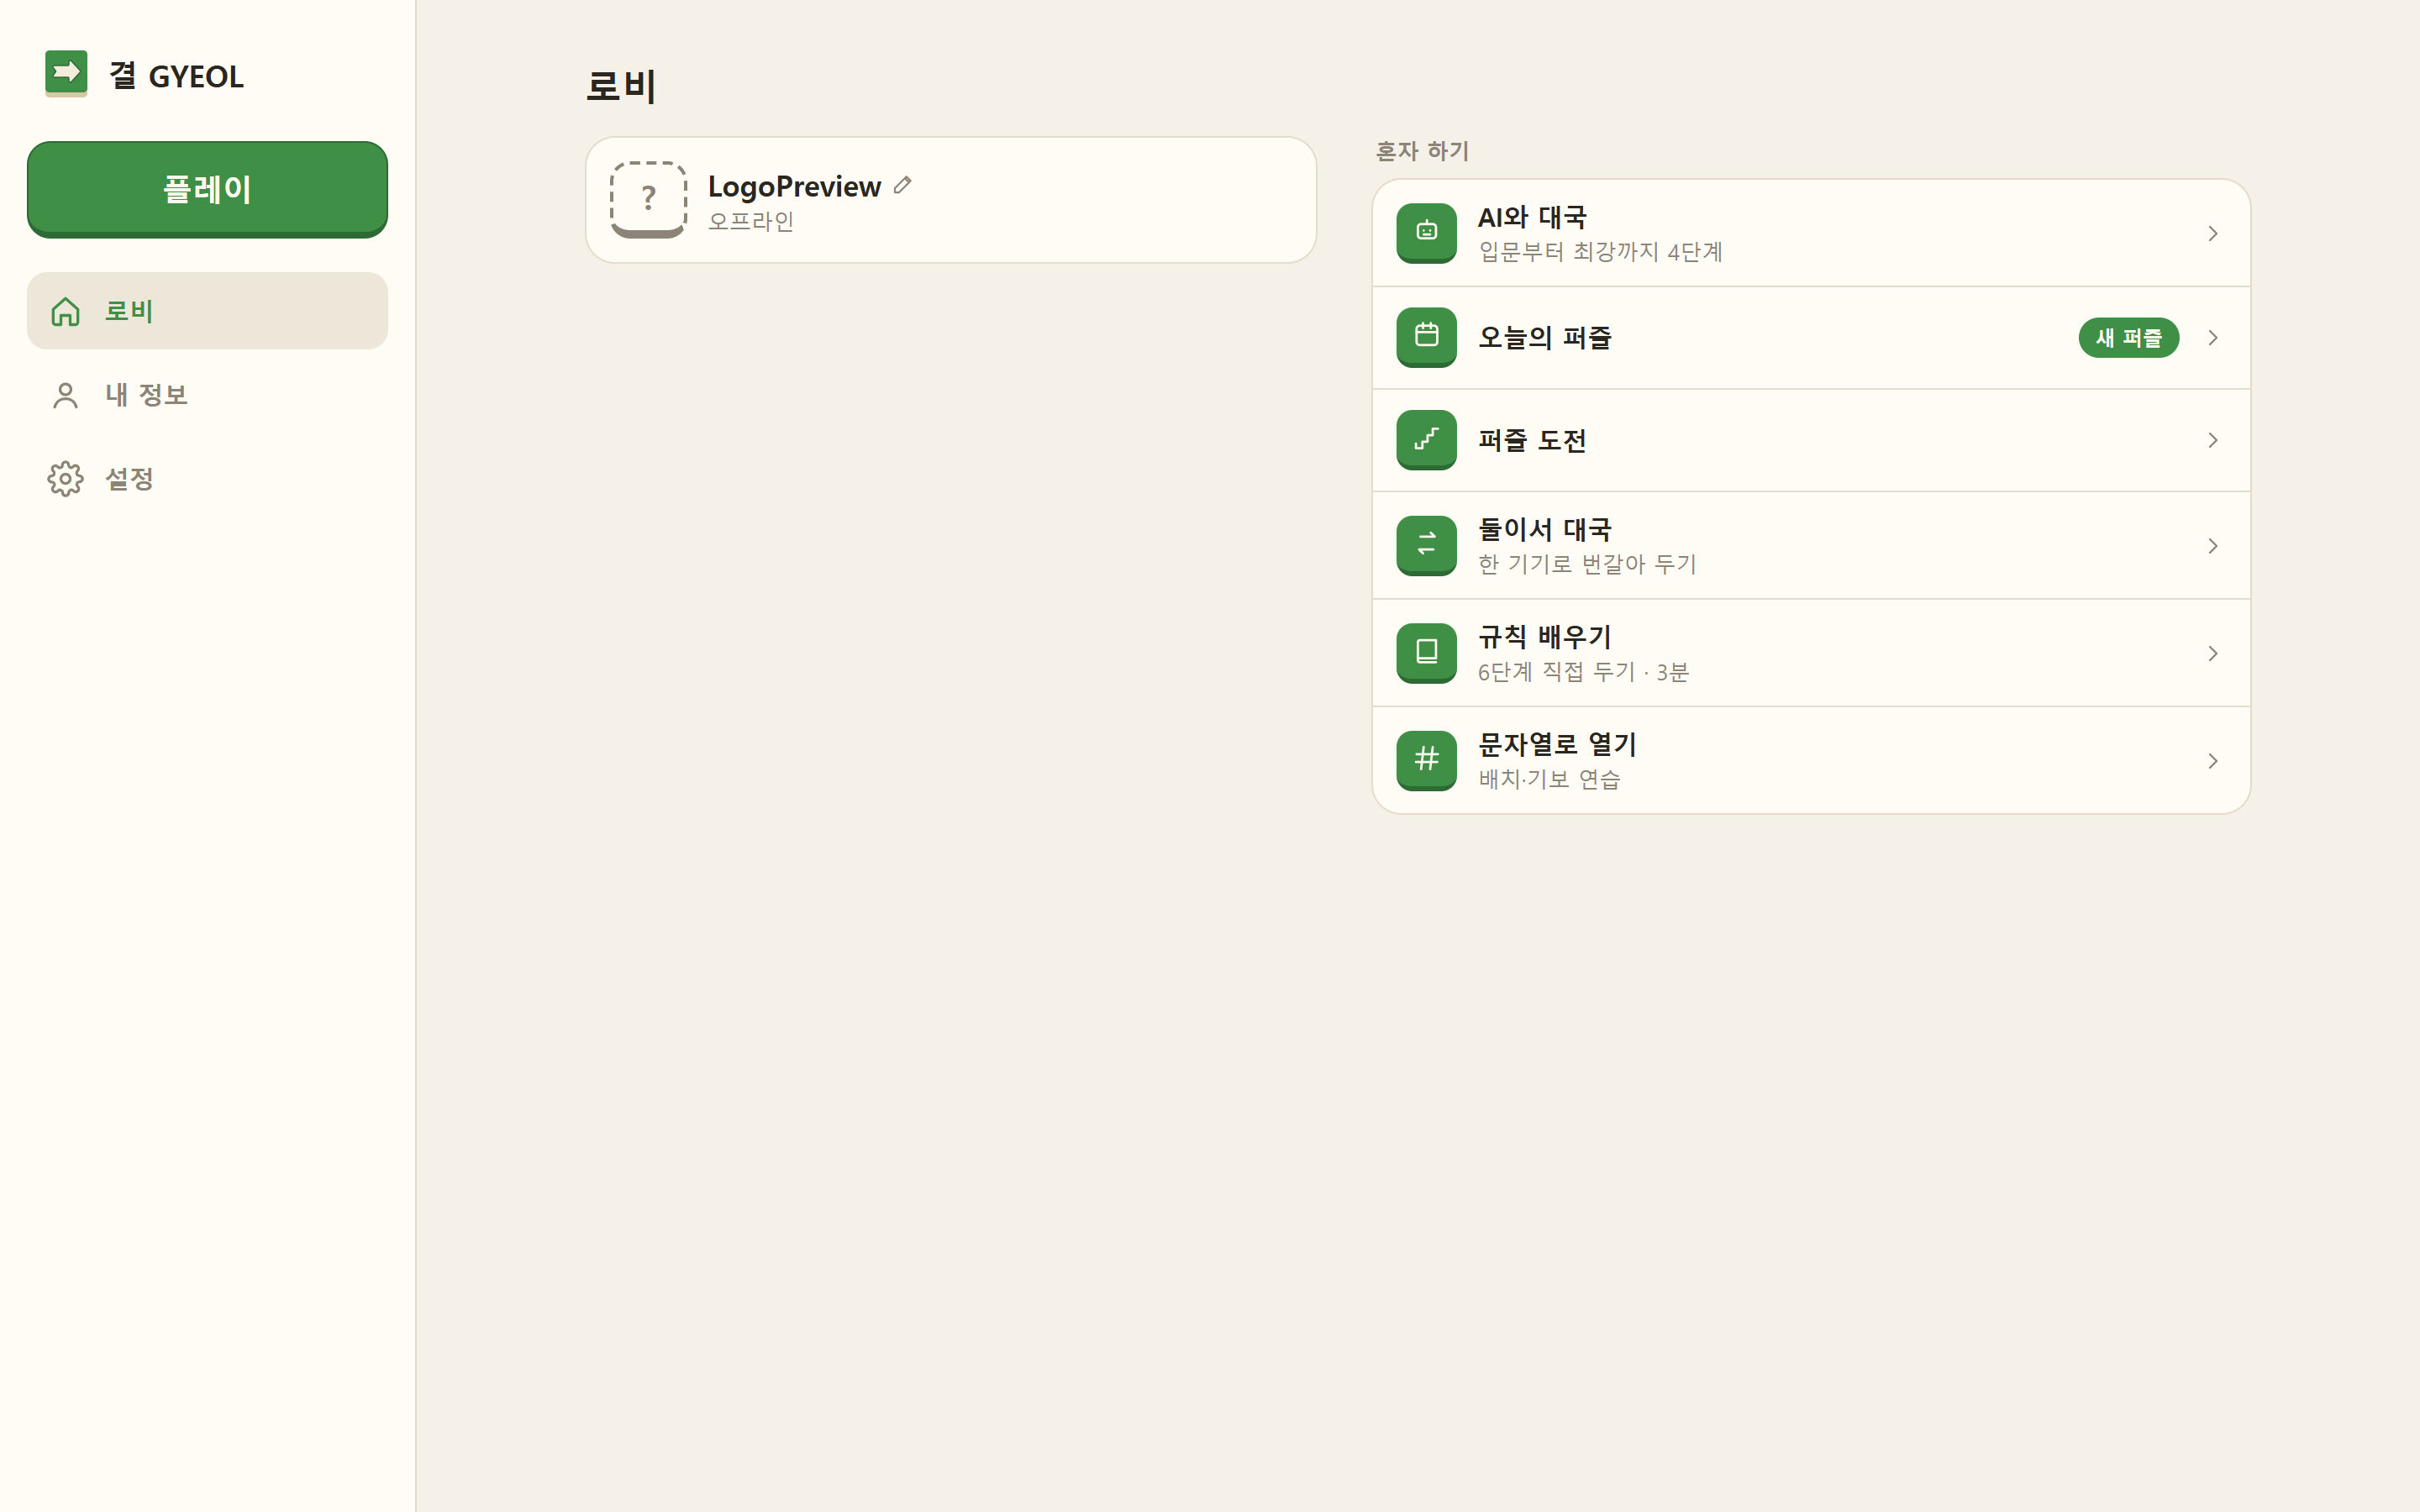 결 GYEOL
플레이
로비
내 정보
설정
로비
?
LogoPreview
오프라인
혼자 하기
AI와 대국
입문부터 최강까지 4단계
오늘의 퍼즐
새 퍼즐
퍼즐 도전
둘이서 대국
한 기기로 번갈아 두기
규칙 배우기
6단계 직접 두기 · 3분
문자열로 열기
배치·기보 연습